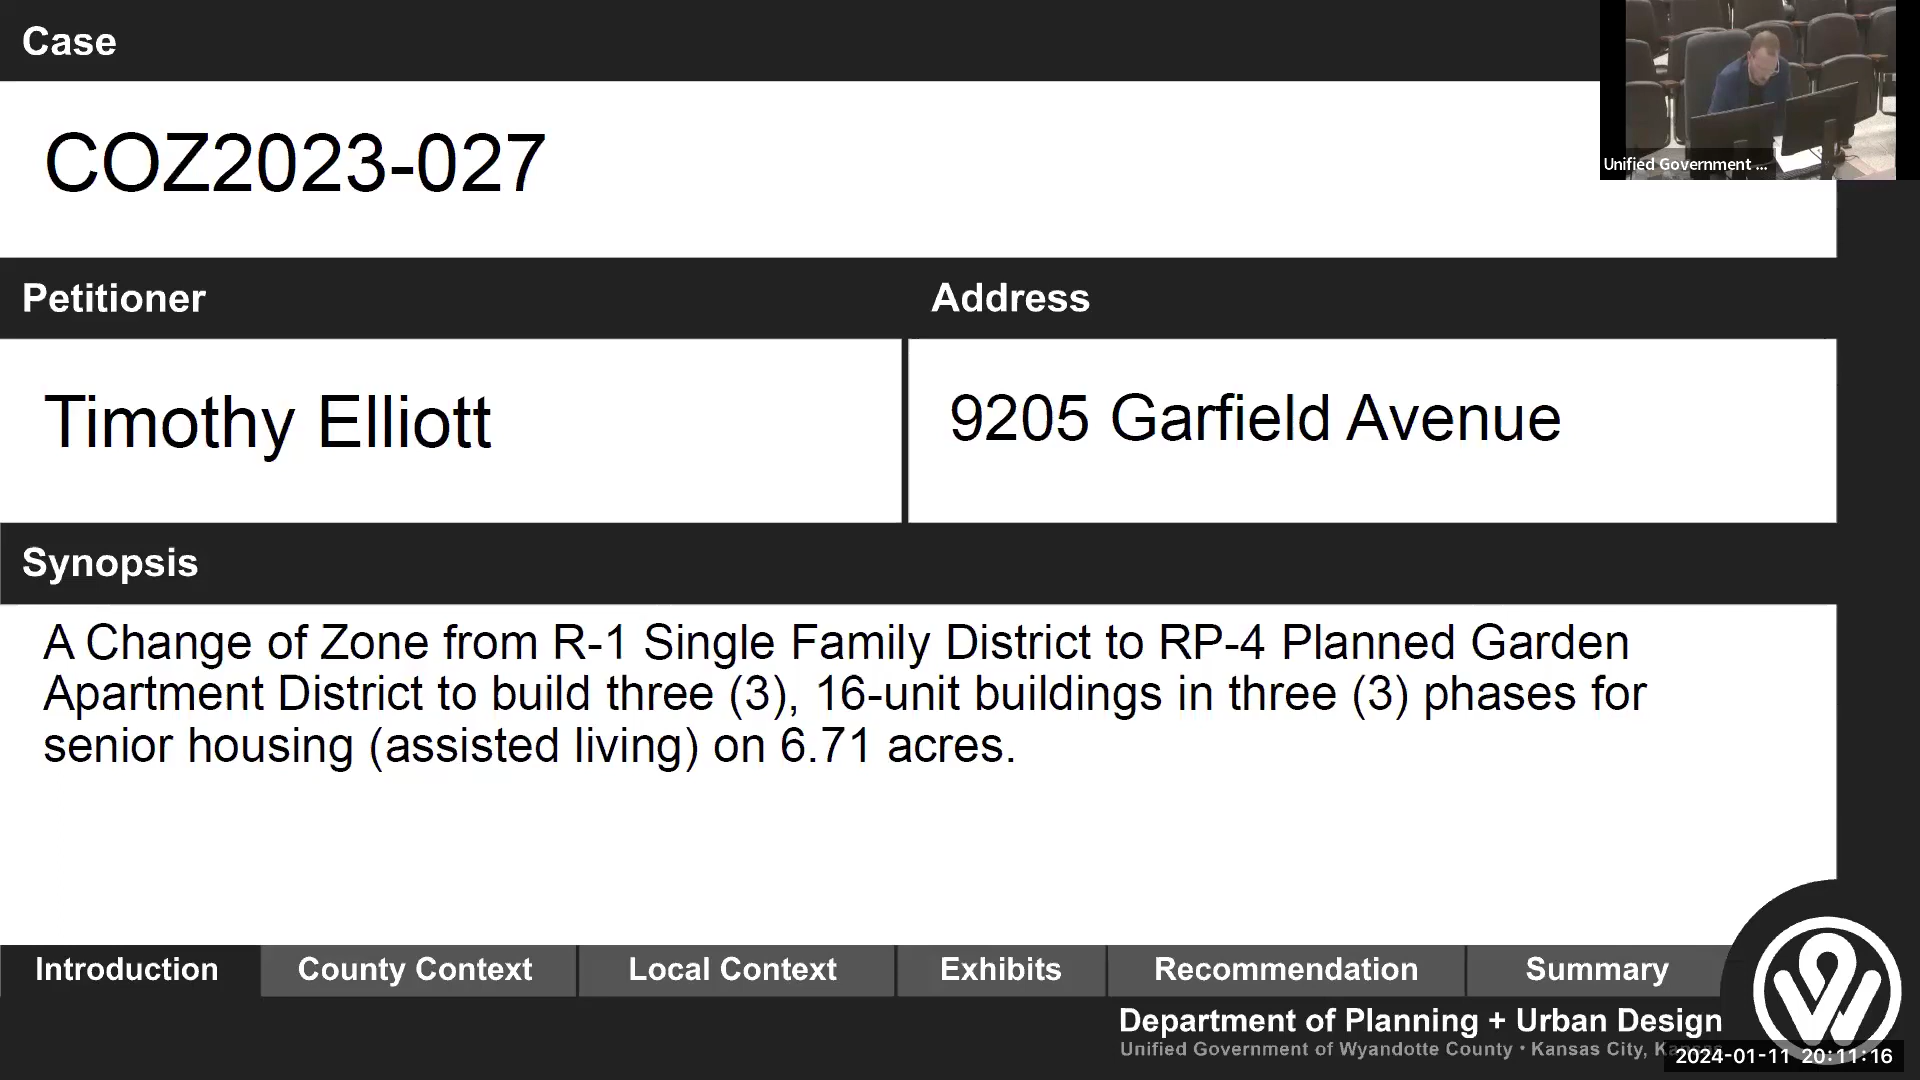 Case
COZ2023-027
Unified Government ...
Petitioner
Address
Timothy Elliott
9205 Garfield Avenue
Synopsis
A Change of Zone from R-1 Single Family District to RP-4 Planned Garden
Apartment District to build three (3), 16-unit buildings in three (3) phases for
senior housing (assisted living) on 6.71 acres.
Introduction
County Context
Local Context
Exhibits
Recommendation
Summary
Department of Planning + Urban Design
Unified Government of Wyandotte County • Kansas City,
2024-01-11 20:11:16